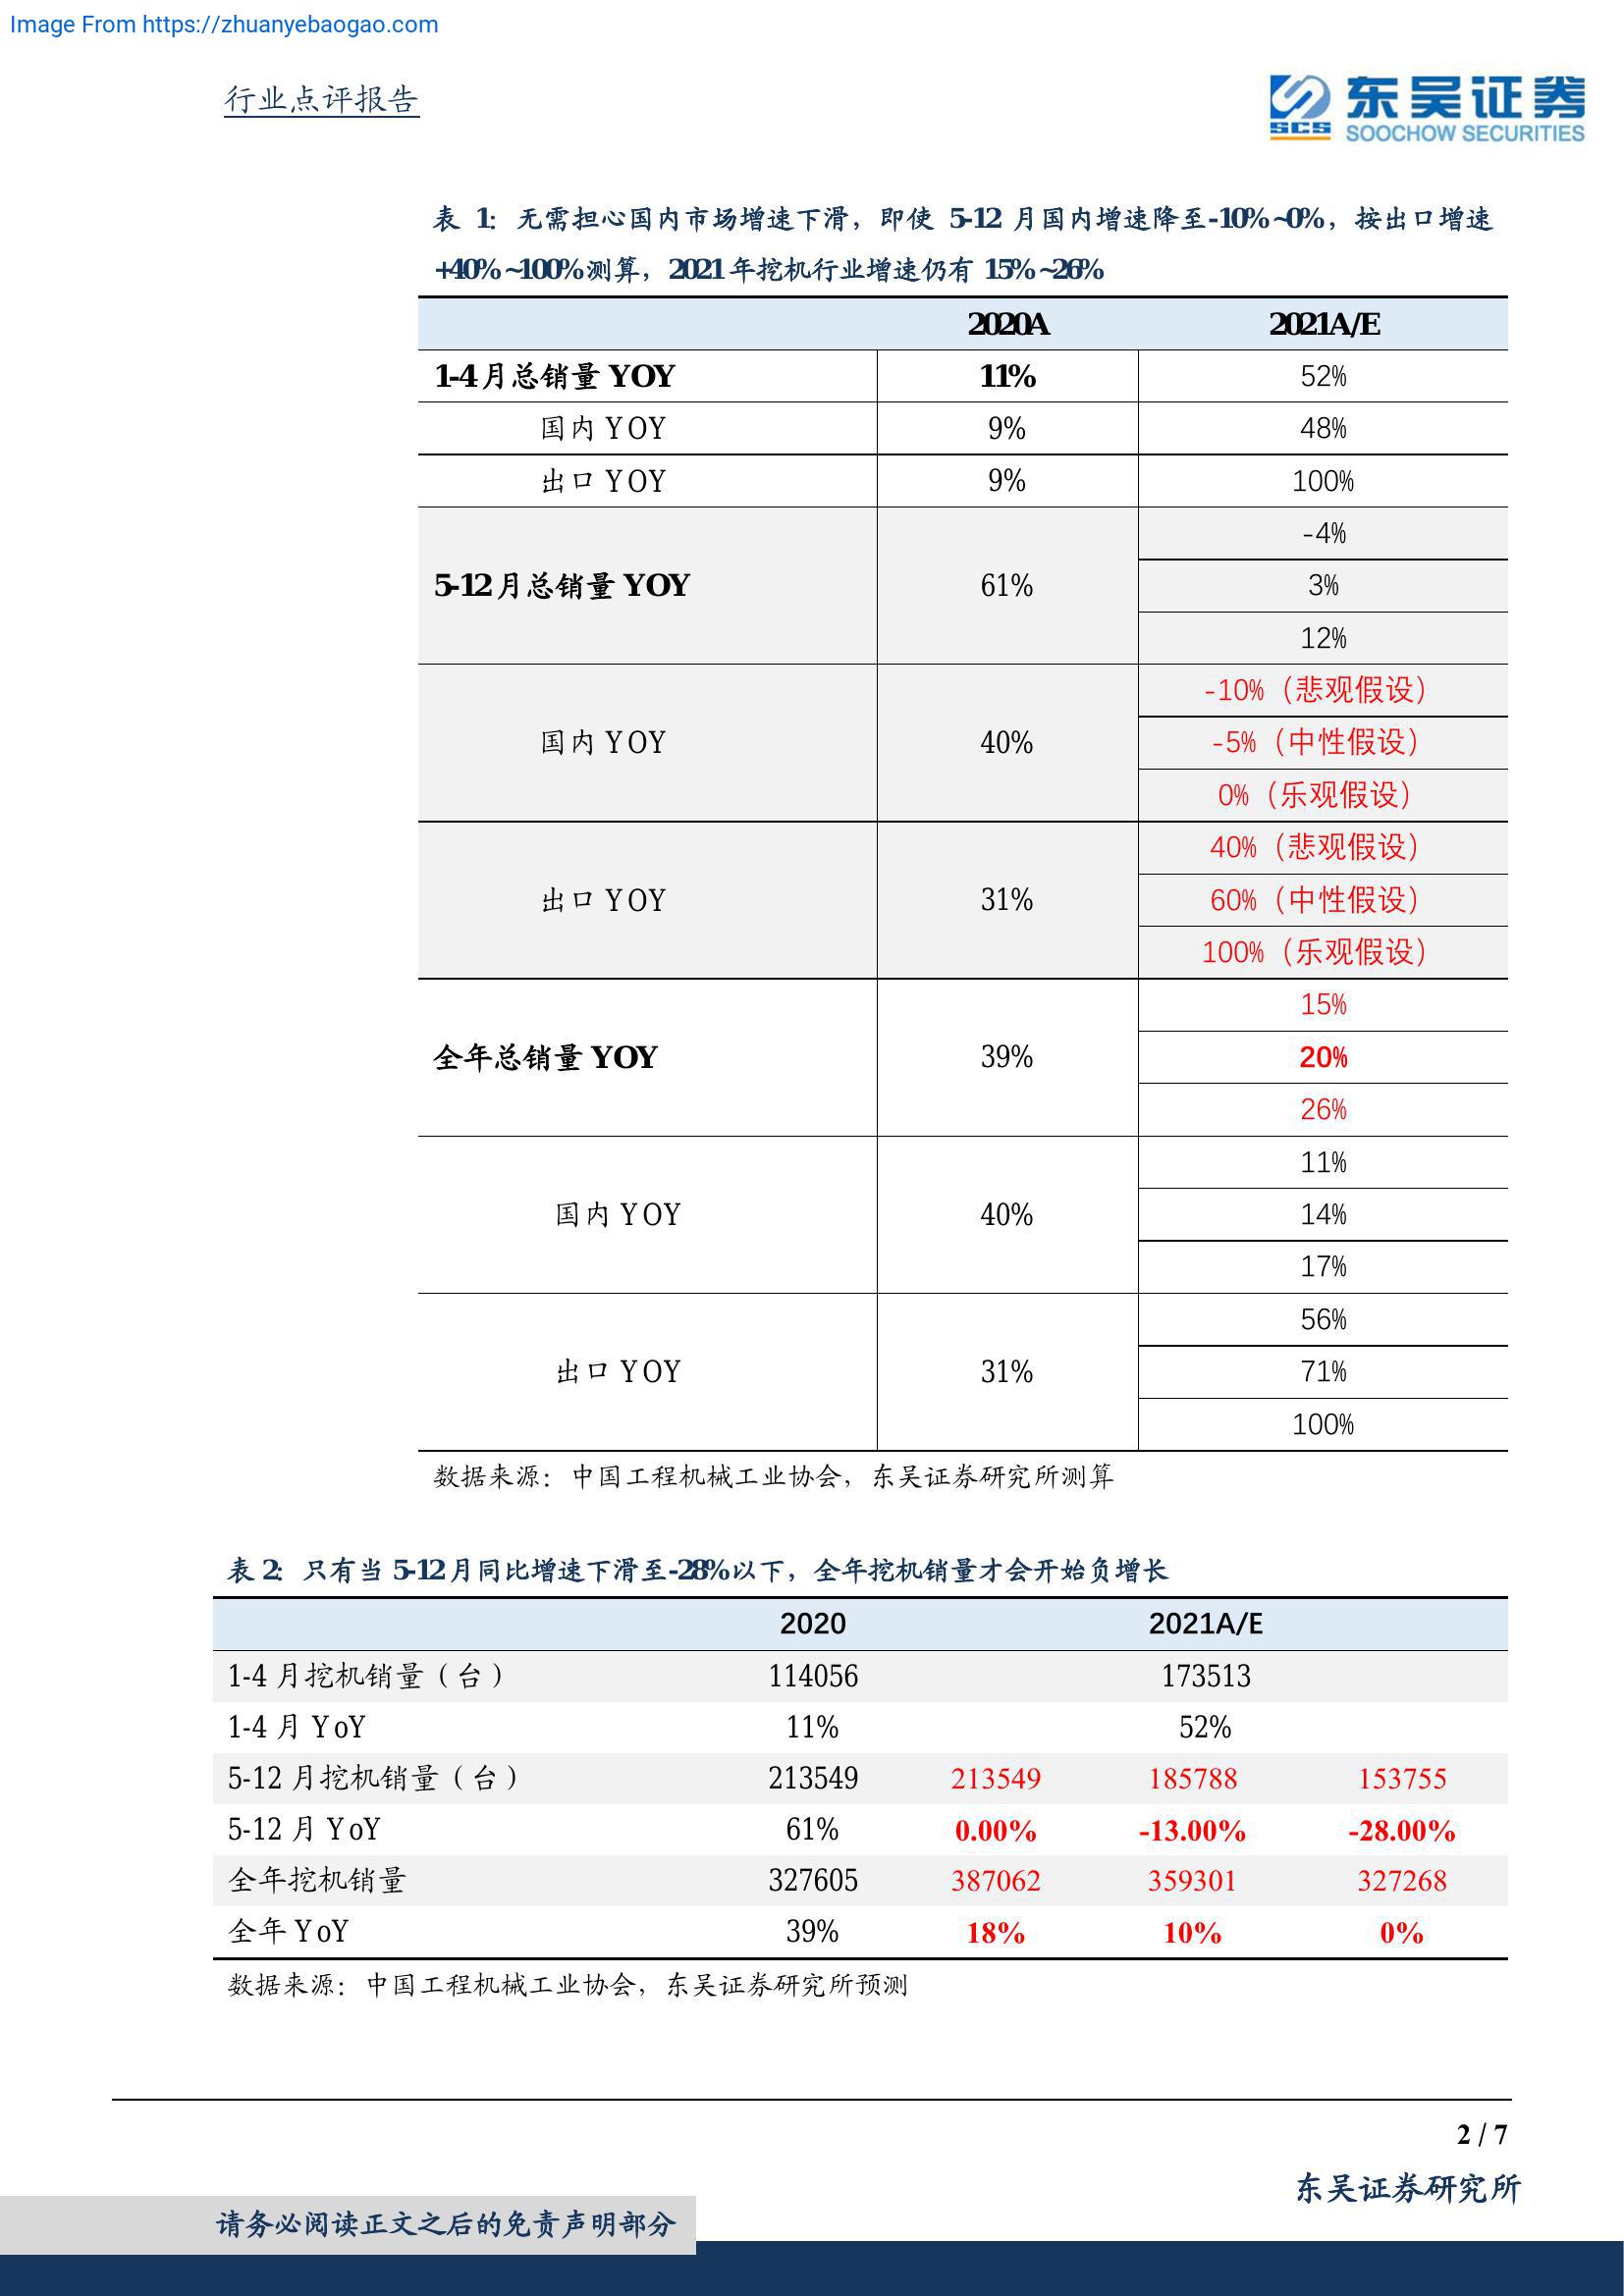 Image From https://zhuanyebaogao.com
行业点评报告
SCS 东吴证券
SOOCHOW SECURITIES
表 1: 无需担心国内市场增速下滑，即使 5-12 月国内增速降至-10%~0%，按出口增速
+40%~100%测算，2021 年挖机行业增速仍有 15%~26%
2020A 2021A/E
1-4 月总销量 YOY 11% 52%
国内 YOY 9% 48%
出口 YOY 9% 100%
-4%
5-12 月总销量 YOY 61% 3%
12%
-10%（悲观假设）
国内 YOY 40% -5%（中性假设）
0%（乐观假设）
40%（悲观假设）
出口 YOY 31% 60%（中性假设）
100%（乐观假设）
15%
全年总销量 YOY 39% 20%
26%
11%
国内 YOY 40% 14%
17%
56%
出口 YOY 31% 71%
100%
数据来源：中国工程机械工业协会，东吴证券研究所测算
表 2: 只有当 5-12 月同比增速下滑至-28%以下，全年挖机销量才会开始负增长
2020 2021A/E
1-4 月挖机销量（台） 114056 173513
1-4 月 YoY 11% 52%
5-12 月挖机销量（台） 213549 213549 185788 153755
5-12 月 YoY 61% 0.00% -13.00% -28.00%
全年挖机销量 327605 387062 359301 327268
全年 YoY 39% 18% 10% 0%
数据来源：中国工程机械工业协会，东吴证券研究所预测
2 / 7
东吴证券研究所
请务必阅读正文之后的免责声明部分